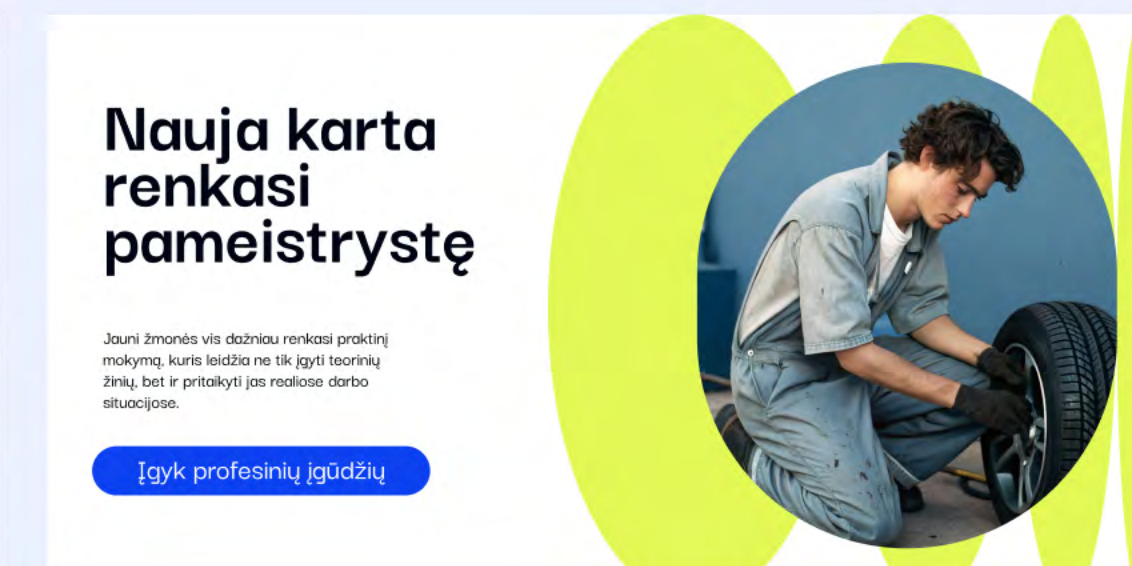 Nauja karta
renkasi
pameistrystę
Jauni žmonės vis dažniau renkasi praktinį
mokymą, kuris leidžia ne tik įgyti teorinių
žinių, bet ir pritaikyti jas realiose darbo
situacijose.
Įgyk profesinių įgūdžių